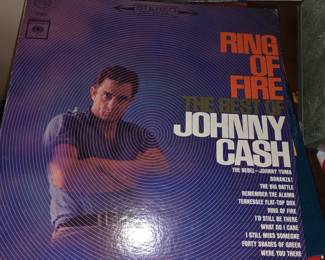 STEREO
RING
OF
FIRE
THE BEST OF
JOHNNY
CASH
THE REBEL—JOHNNY YUMA
BONANZA!
THE BIG BATTLE
REMEMBER THE ALAMO
TENNESSEE FLAT-TOP BOX
RING OF FIRE
I'D STILL BE THERE
WHAT DO I CARE
I STILL MISS SOMEONE
FORTY SHADES OF GREEN
WERE YOU THERE